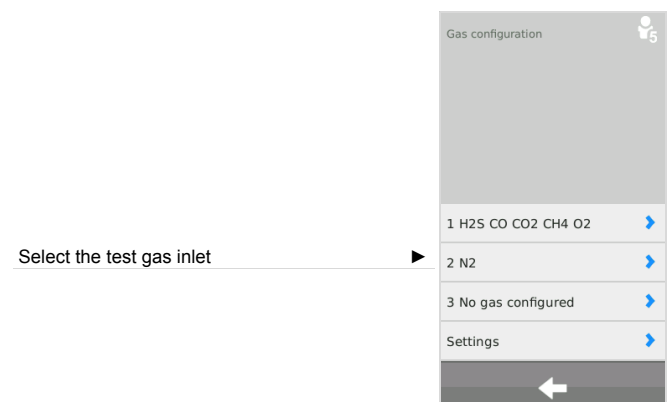 Gas configuration
5
1 H2S CO CO2 CH4 O2
Select the test gas inlet
2 N2
3 No gas configured
Settings